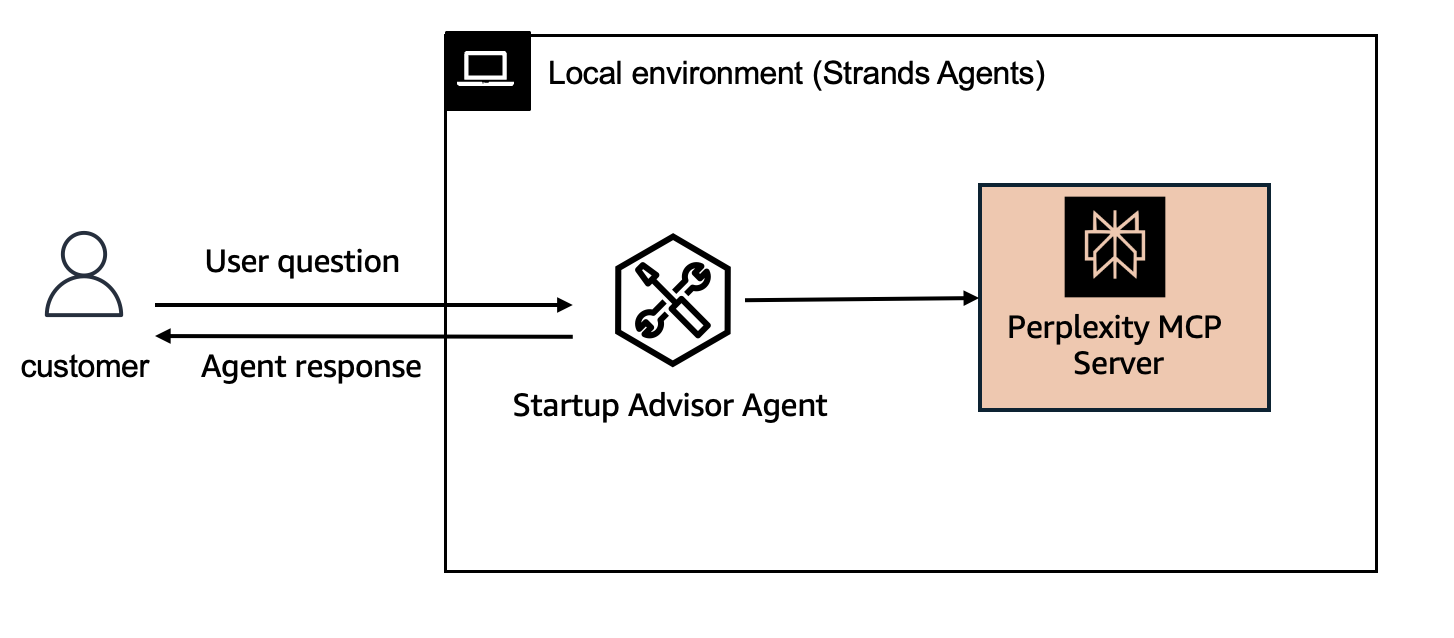 Local environment (Strands Agents)
User question
customer
Agent response
Startup Advisor Agent
Perplexity MCP
Server